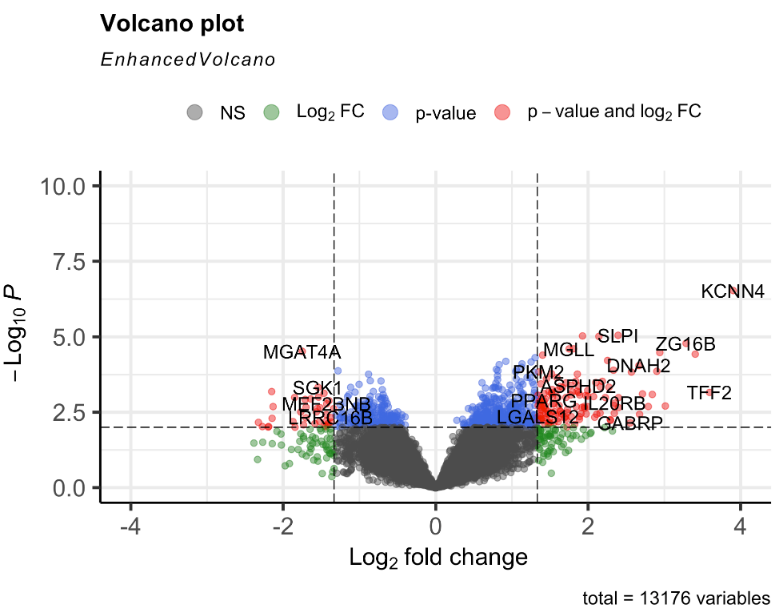 Volcano plot
EnhancedVolcano
NS Log2 FC p-value p – value and log2 FC
10.0
7.5
5.0
2.5
0.0
– Log10 P
KCNN4
SLPI
ZG16B
MGLL
MGAT4A
DNAH2
PKM2
ASPHD2
SGK1
TFF2
PPARG
IL20RB
MEF2BNB
LGALS12
LRRC16B
GABRP
-4 -2 0 2 4
Log2 fold change
total = 13176 variables